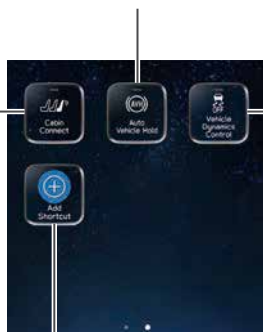 Cabin
Connect
(AVH)
Auto
Vehicle Hold
OFF
Vehicle
Dynamics
Control
Add
Shortcut